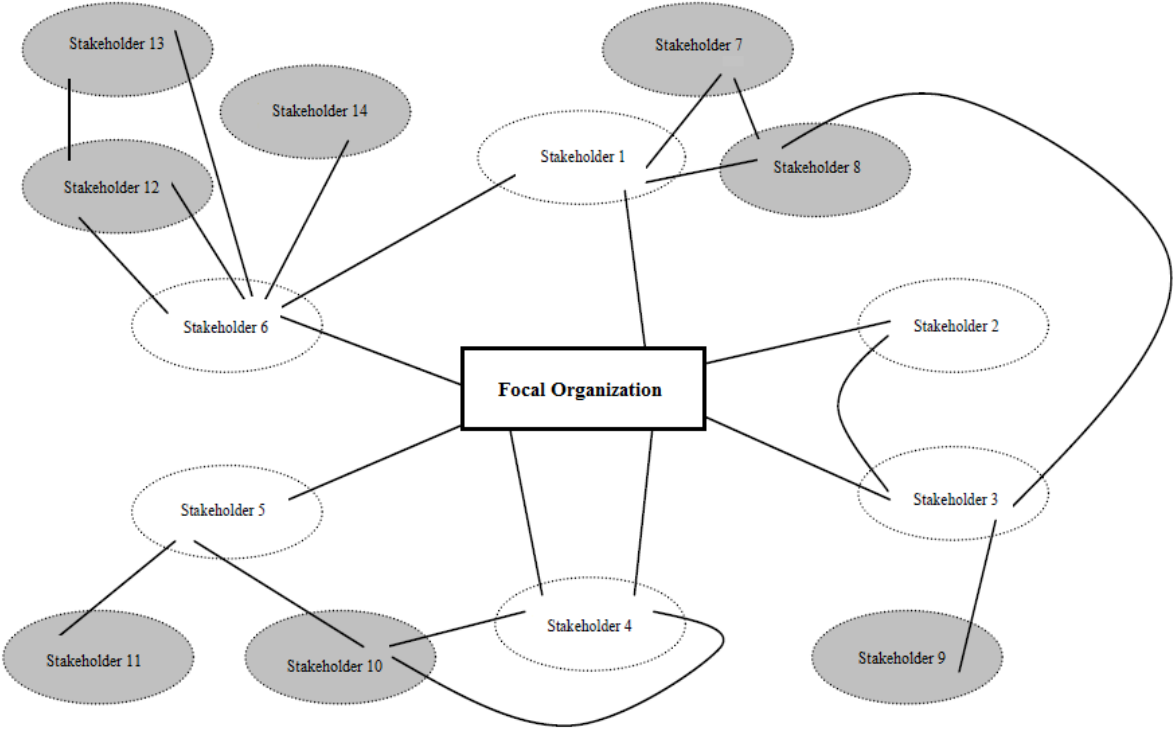 Stakeholder 13
Stakeholder 7
Stakeholder 14
Stakeholder 1
Stakeholder 8
Stakeholder 12
Stakeholder 6
Stakeholder 2
Focal Organization
Stakeholder 3
Stakeholder 5
Stakeholder 4
Stakeholder 11
Stakeholder 10
Stakeholder 9